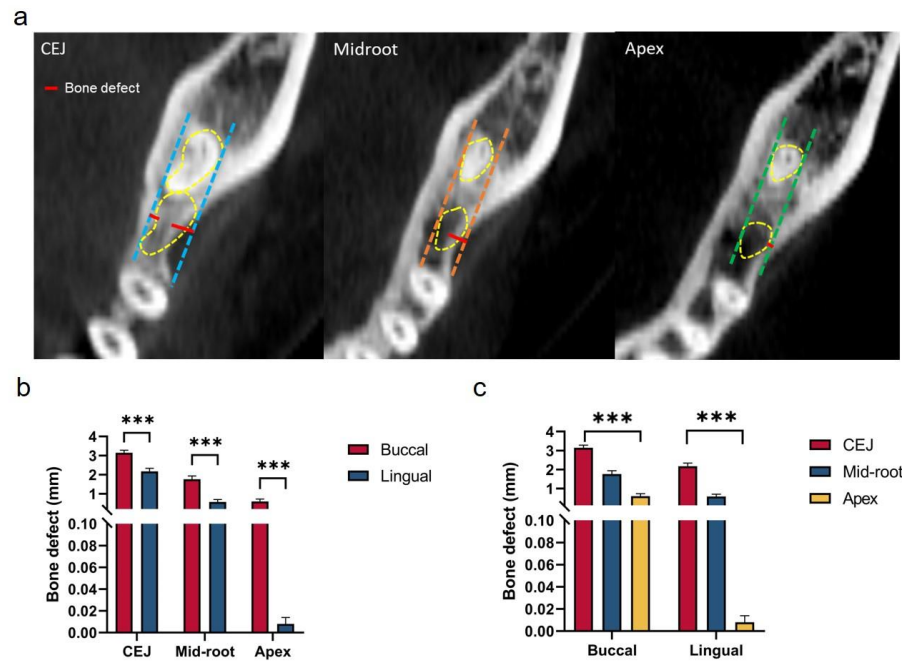 a
CEJ
Bone defect
Midroot
Apex
b
Bone defect (mm)
4
3
2
1
0.10
0.08
0.06
0.04
0.02
0.00
***
***
***
CEJ
Mid-root
Apex
Buccal
Lingual
c
Bone defect (mm)
4
3
2
1
0.10
0.08
0.06
0.04
0.02
0.00
***
***
Buccal
Lingual
CEJ
Mid-root
Apex